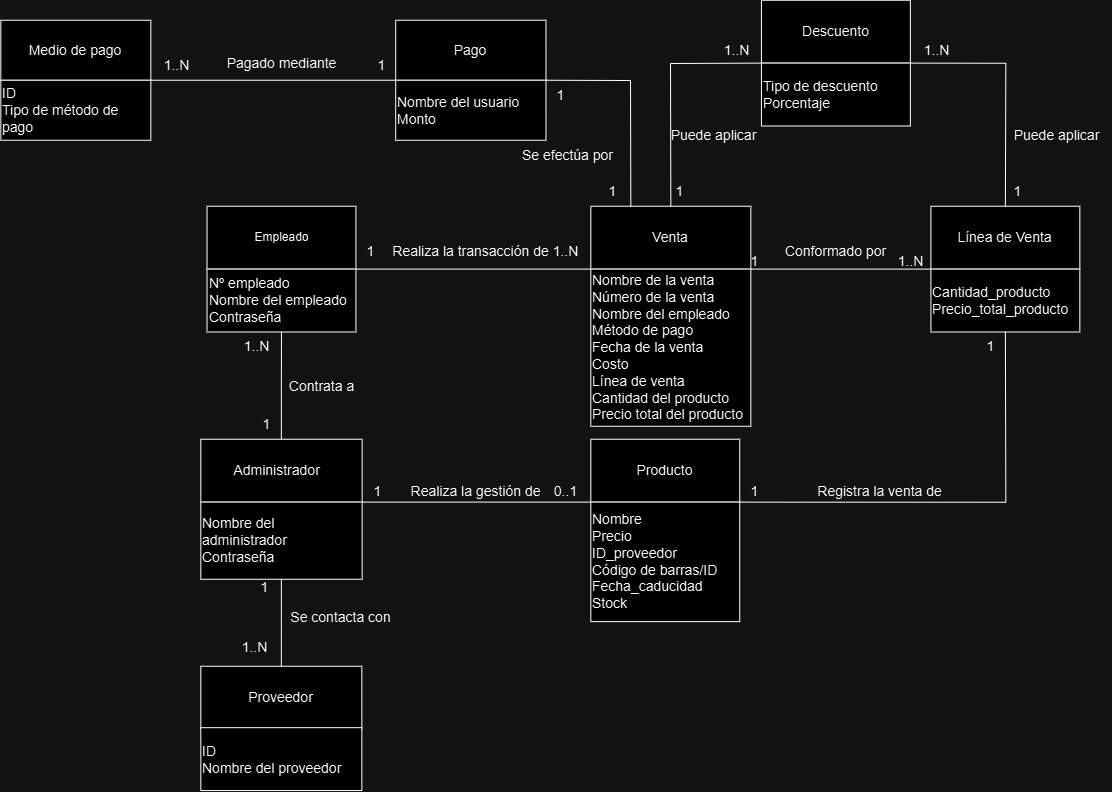 Medio de pago
ID
Tipo de método de
pago
1..N
Pagado mediante
1
Pago
Nombre del usuario
Monto
1
Se efectúa por
1
Descuento
Tipo de descuento
Porcentaje
1..N
Puede aplicar
1
1..N
Puede aplicar
1
Empleado
Nº empleado
Nombre del empleado
Contraseña
1
Realiza la transacción de
1..N
Venta
Nombre de la venta
Número de la venta
Nombre del empleado
Método de pago
Fecha de la venta
Costo
Línea de venta
Cantidad del producto
Precio total del producto
1
Conformado por
1..N
Línea de Venta
Cantidad_producto
Precio_total_producto
1..N
Contrata a
1
1
Administrador
Nombre del
administrador
Contraseña
1
Realiza la gestión de
0..1
Producto
Nombre
Precio
ID_proveedor
Código de barras/ID
Fecha_caducidad
Stock
1
Registra la venta de
1
Se contacta con
1..N
Proveedor
ID
Nombre del proveedor